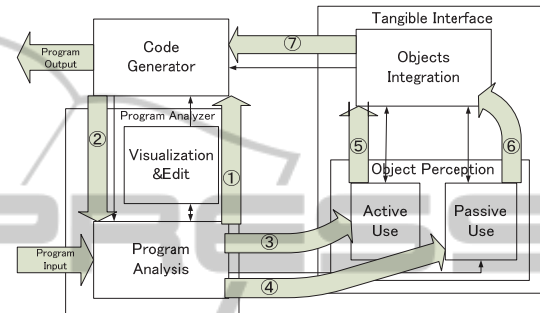 Tangible Interface
Program
Output
Code
Generator
⑦
Objects
Integration
②
Program Analyzer
Visualization
&Edit
①
⑤
⑥
Object Perception
Active
Use
Passive
Use
Program
Input
Program
Analysis
③
④
PRESS